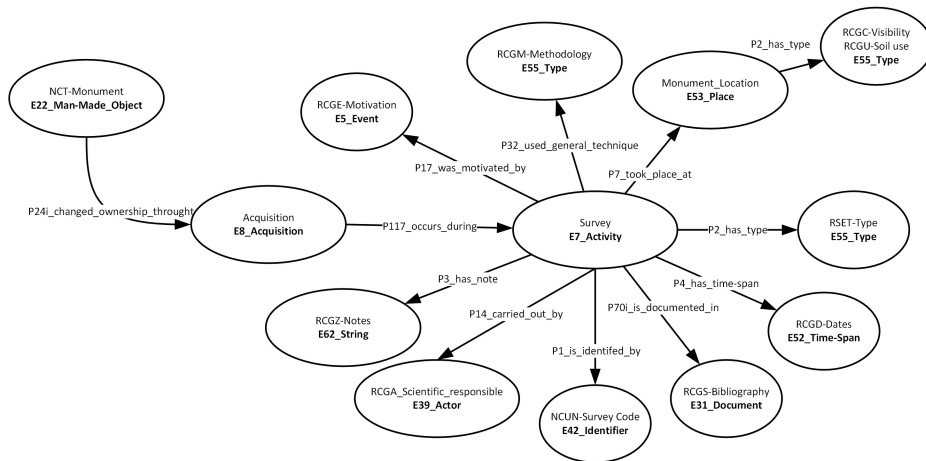 RCGC-Visibility
RCGU-Soil use
E55_Type
P2_has_type
RCGM-Methodology
E55_Type
Monument_Location
E53_Place
NCT-Monument
E22_Man-Made_Object
RCGE-Motivation
E5_Event
P32_used_general_technique
P17_was_motivated_by
P7_took_place_at
P24i_changed_ownership_throught
Acquisition
E8_Acquisition
P117_occurs_during
Survey
E7_Activity
P2_has_type
RSET-Type
E55_Type
P3_has_note
P4_has_time-span
P70i_is_documented_in
P14_carried_out_by
RCGZ-Notes
E62_String
RCGD-Dates
E52_Time-Span
P1_is_identifed_by
RCGA_Scientific_responsible
E39_Actor
RCGS-Bibliography
E31_Document
NCUN-Survey Code
E42_Identifier